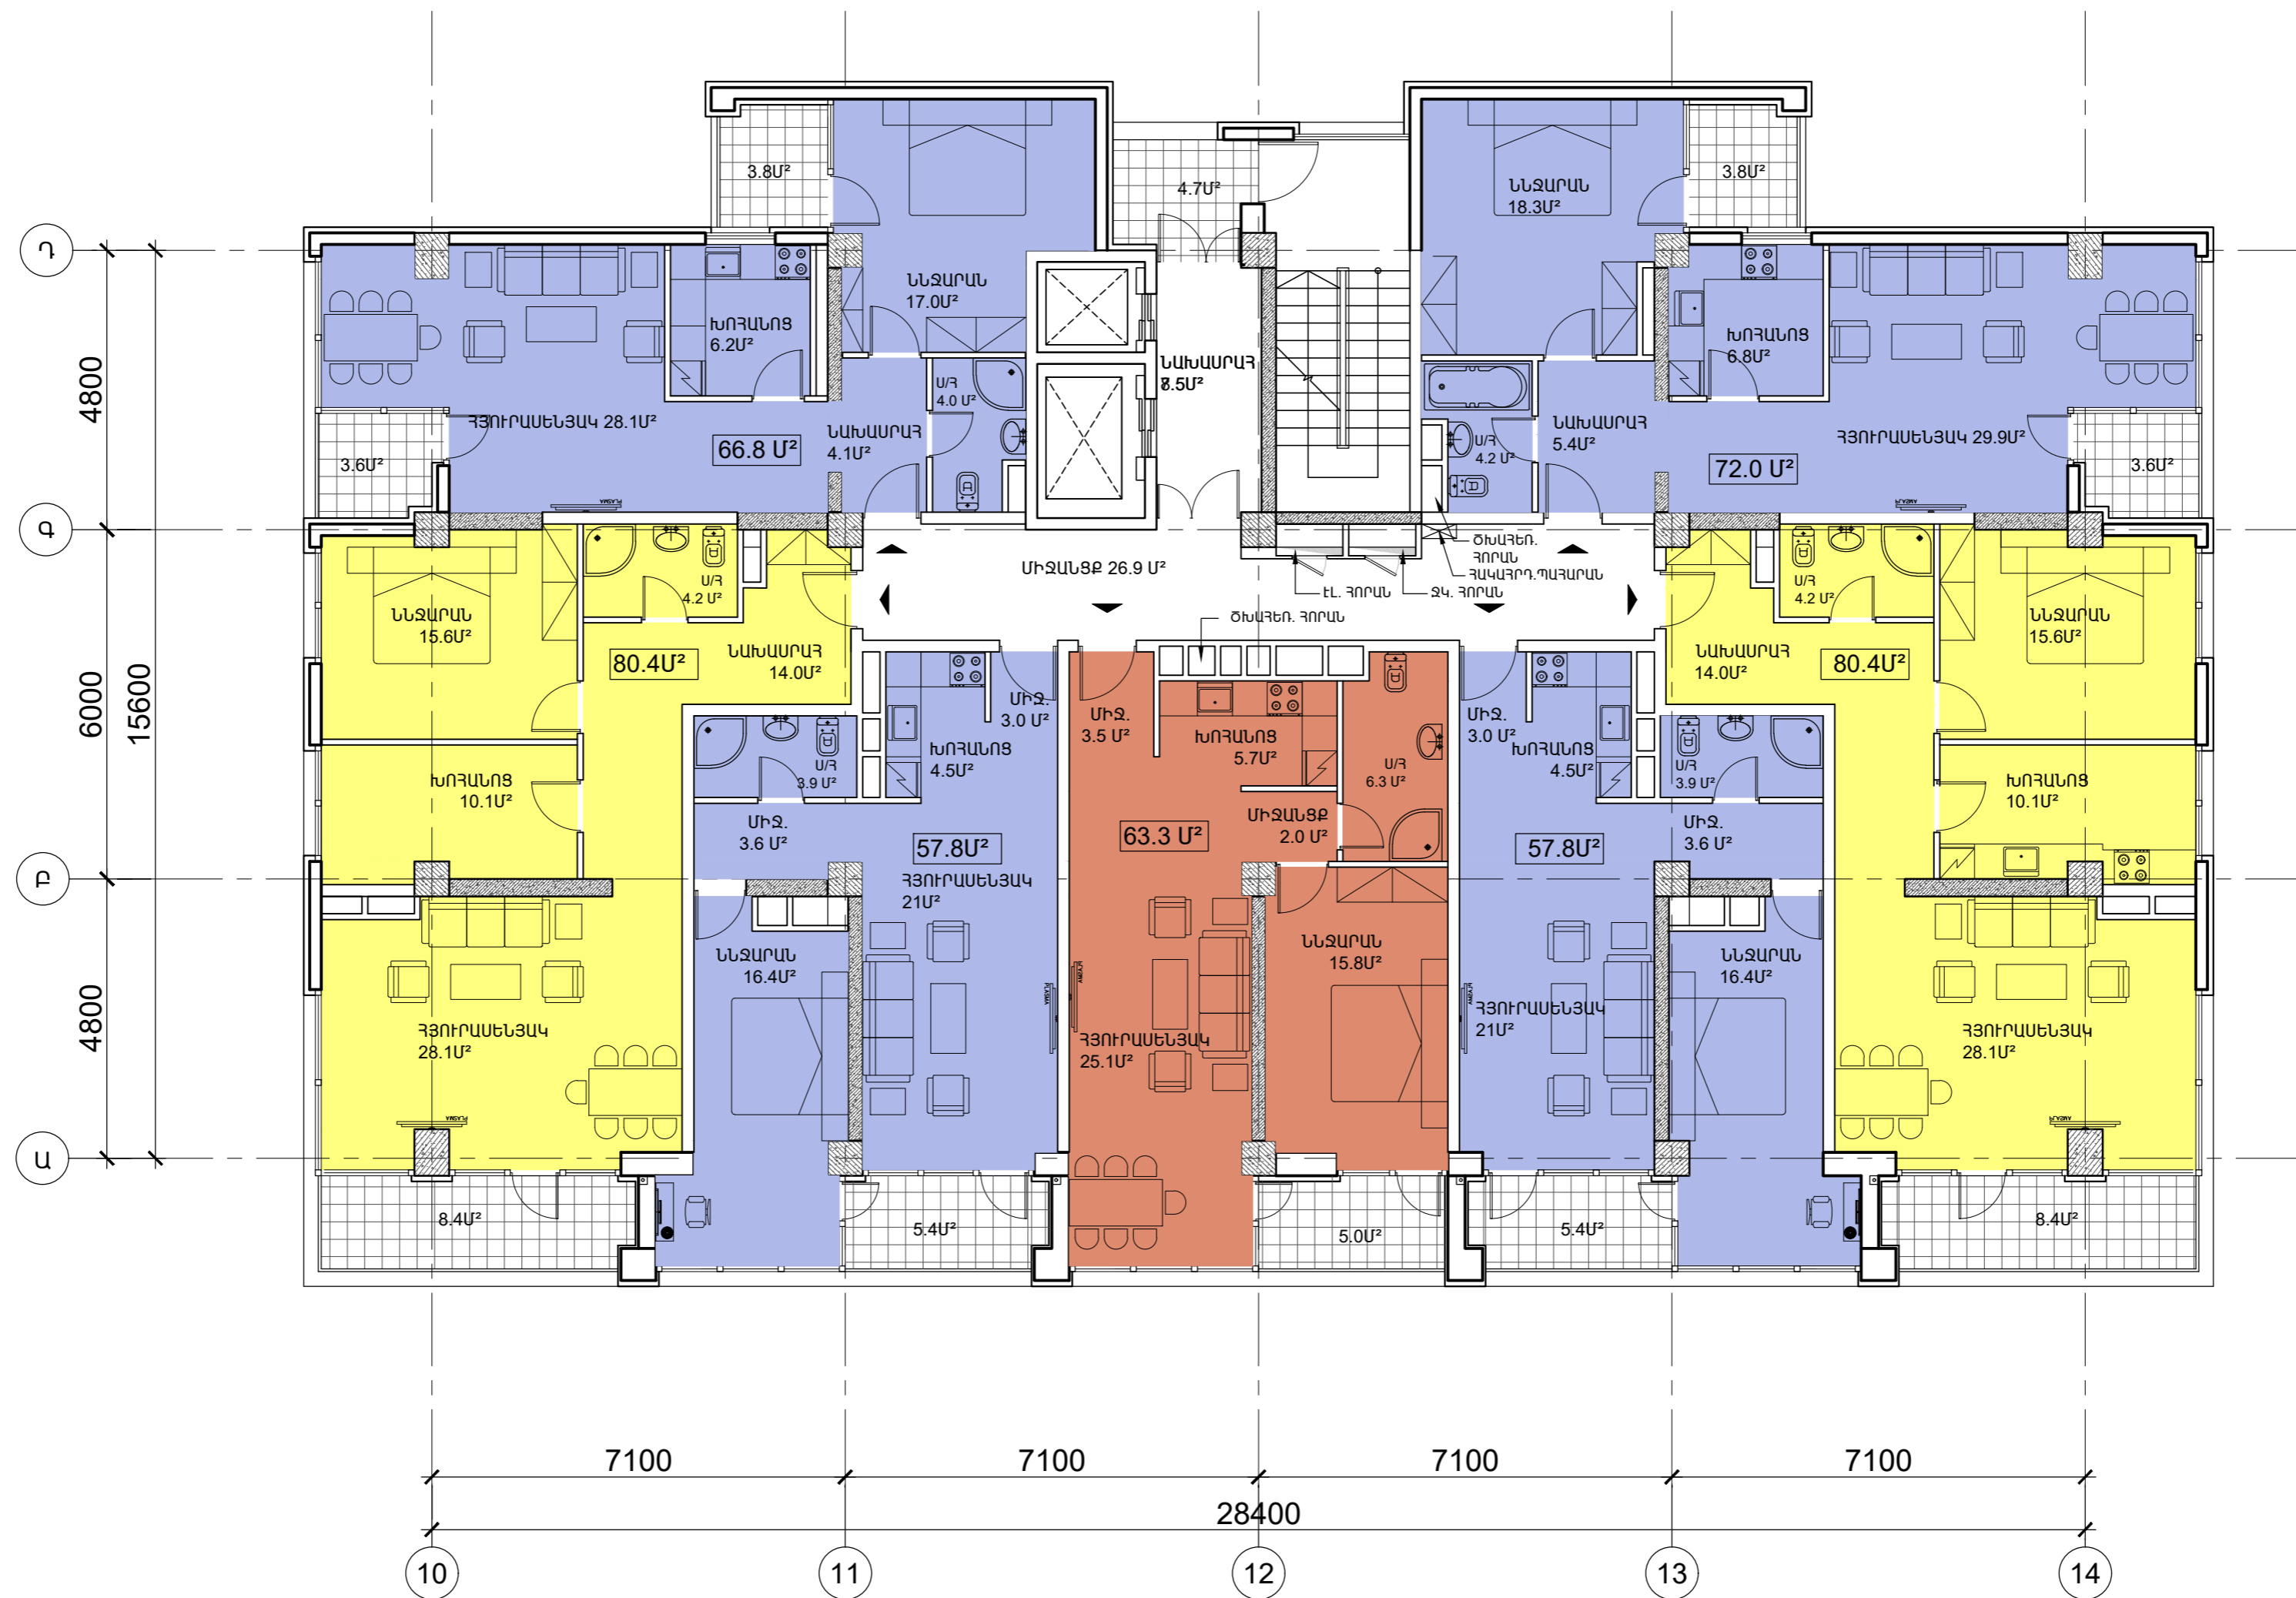 3.8Մ²
4.7Մ²
3.8Մ²
ՆՆՋԱՐԱՆ
18.3Մ²
Դ
ՆՆՋԱՐԱՆ
17.0Մ²
ԽՈՀԱՆՈՑ
6.2Մ²
ԽՈՀԱՆՈՑ
6.8Մ²
ՆԱԽԱՍՐԱՀ
Ս/Հ
4.0 Մ²
4800
ՀՅՈՒՐԱՍԵՆՅԱԿ 28.1Մ²
66.8 Մ²
ՆԱԽԱՍՐԱՀ
4.1Մ²
Ս/Հ
4.2 Մ²
ՆԱԽԱՍՐԱՀ
5.4Մ²
ՀՅՈՒՐԱՍԵՆՅԱԿ 29.9Մ²
72.0 Մ²
3.6Մ²
3.6Մ²
PLASMA
PLASMA
Գ
ՄԻՋԱՆՑՔ 26.9 Մ²
ԾԽԱՀԵՌ.
ՀՈՐԱՆ
ՀԱԿԱՀՐԴ.ՊԱՀԱՐԱՆ
ԷԼ. ՀՈՐԱՆ
ՋԿ. ՀՈՐԱՆ
ԾԽԱՀԵՌ. ՀՈՐԱՆ
Ս/Հ
4.2 Մ²
Ս/Հ
4.2 Մ²
ՆՆՋԱՐԱՆ
15.6Մ²
ՆՆՋԱՐԱՆ
15.6Մ²
80.4Մ²
ՆԱԽԱՍՐԱՀ
14.0Մ²
ՆԱԽԱՍՐԱՀ
14.0Մ²
80.4Մ²
6000
15600
ՄԻՋ.
3.0 Մ²
ՄԻՋ.
3.5 Մ²
ՄԻՋ.
3.0 Մ²
ԽՈՀԱՆՈՑ
4.5Մ²
ԽՈՀԱՆՈՑ
5.7Մ²
ԽՈՀԱՆՈՑ
4.5Մ²
Ս/Հ
3.9 Մ²
Ս/Հ
6.3 Մ²
Ս/Հ
3.9 Մ²
ԽՈՀԱՆՈՑ
10.1Մ²
ԽՈՀԱՆՈՑ
10.1Մ²
ՄԻՋ.
3.6 Մ²
57.8Մ²
63.3 Մ²
ՄԻՋԱՆՑՔ
2.0 Մ²
57.8Մ²
ՄԻՋ.
3.6 Մ²
Բ
ՀՅՈՒՐԱՍԵՆՅԱԿ
21Մ²
ՆՆՋԱՐԱՆ
16.4Մ²
ՆՆՋԱՐԱՆ
15.8Մ²
ՆՆՋԱՐԱՆ
16.4Մ²
PLASMA
PLASMA
PLASMA
4800
ՀՅՈՒՐԱՍԵՆՅԱԿ
28.1Մ²
ՀՅՈՒՐԱՍԵՆՅԱԿ
25.1Մ²
ՀՅՈՒՐԱՍԵՆՅԱԿ
21Մ²
ՀՅՈՒՐԱՍԵՆՅԱԿ
28.1Մ²
PLASMA
PLASMA
Ա
8.4Մ²
5.4Մ²
5.0Մ²
5.4Մ²
8.4Մ²
7100
7100
7100
7100
28400
10
11
12
13
14